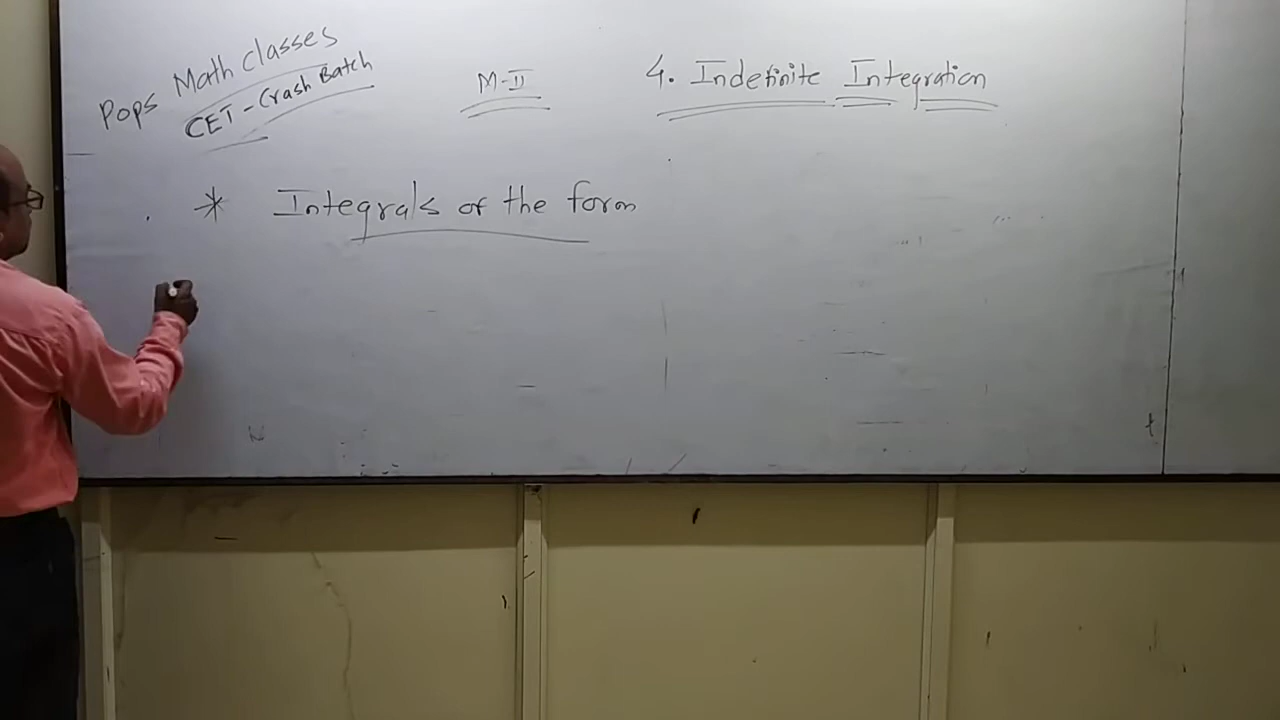 Pops Math Classes
CET - Crash Batch
M-II
4. Indefinite Integration
* Integrals of the form